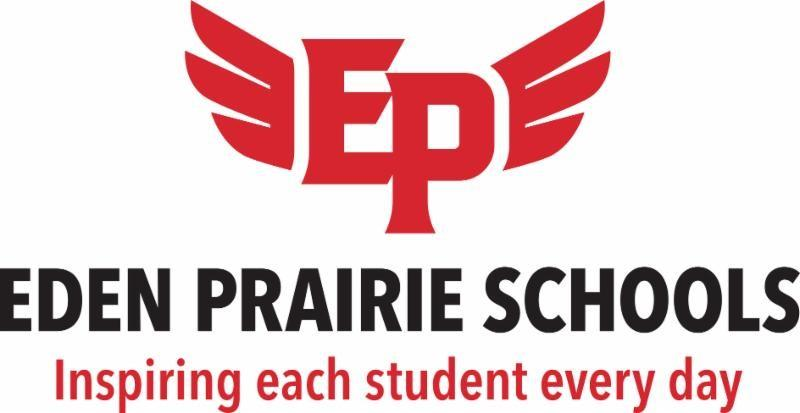 EP
EDEN PRAIRIE SCHOOLS
Inspiring each student every day